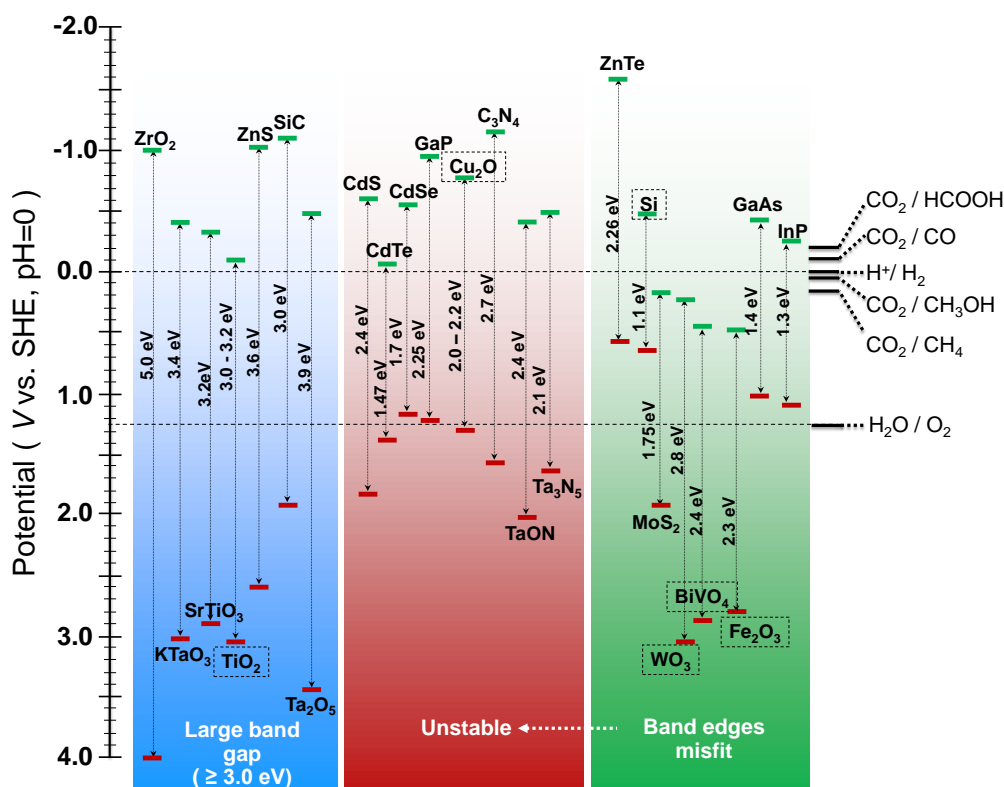 Potential ( V vs. SHE, pH=0)
-2.0
-1.0
0.0
1.0
2.0
3.0
4.0
ZrO₂
ZnS
SiC
5.0 eV
3.4 eV
3.2eV
3.0 - 3.2 eV
3.6 eV
3.0 eV
3.9 eV
SrTiO₃
KTaO₃
TiO₂
Ta₂O₅
Large band
gap
( ≥ 3.0 eV)
C₃N₄
GaP
Cu₂O
CdS
CdSe
CdTe
2.4 eV
1.47 eV
1.7 eV
2.25 eV
2.0 – 2.2 eV
2.7 eV
2.4 eV
2.1 eV
Ta₃N₅
TaON
Unstable
ZnTe
Si
GaAs
InP
2.26 eV
1.1 eV
1.75 eV
2.8 eV
2.4 eV
2.3 eV
1.4 eV
1.3 eV
MoS₂
BiVO₄
Fe₂O₃
WO₃
Band edges
misfit
CO₂ / HCOOH
CO₂ / CO
H⁺/ H₂
CO₂ / CH₃OH
CO₂ / CH₄
H₂O / O₂